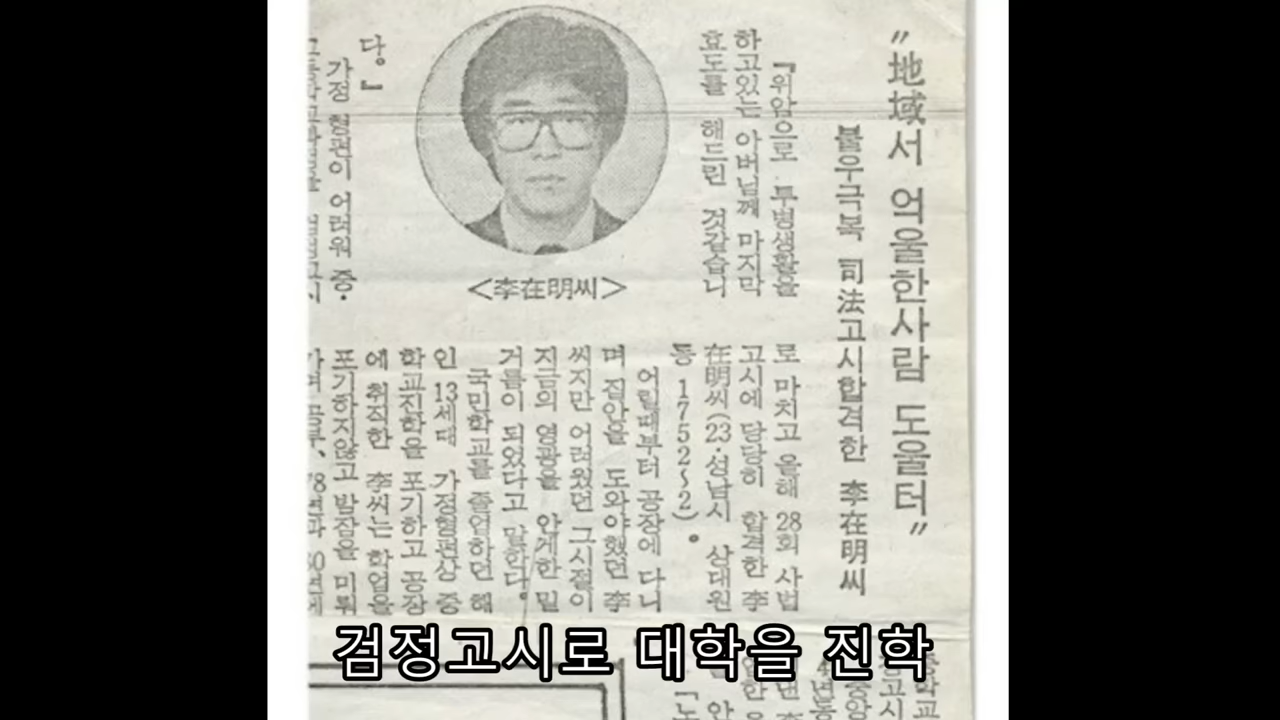 “地域서 억울한사람 도울터”
불우극복 司法고시합격한 李在明씨
『위암으로 투병생활을
하고있는 아버님께 마지막
효도를 해드린 것같습니
다。』
가정 형편이 어려워 중·
<李在明씨>
로 마치고 올해 28회 사법
고시에 당당히 합격한 李
在明씨(23·성남시 상대원
동 1752~2)。
어릴때부터 공장에 다니
며 집안을 도와야했던 李
씨지만 어려웠던 그시절이
지금의 영광을 안게한 밑
거름이 되었다고 말한다。
국민학교를 졸업하던 해
인 13세때 가정형편상 중
학교진학을 포기하고 공장
에 취직한 李씨는 학업을
포기하지않고 밤잠을 미뤄
검정고시로 대학을 진학